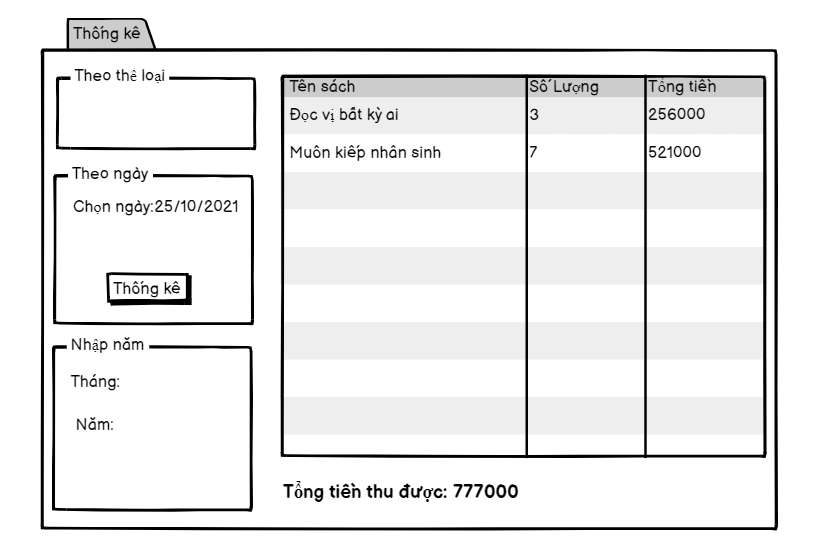 Thống kê
Theo thể loại
Theo ngày
Chọn ngày:25/10/2021
Thống kê
Nhập năm
Tháng:
Năm:
Tên sách Số Lượng Tổng tiền
Đọc vị bất kỳ ai 3 256000
Muôn kiếp nhân sinh 7 521000
Tổng tiền thu được: 777000